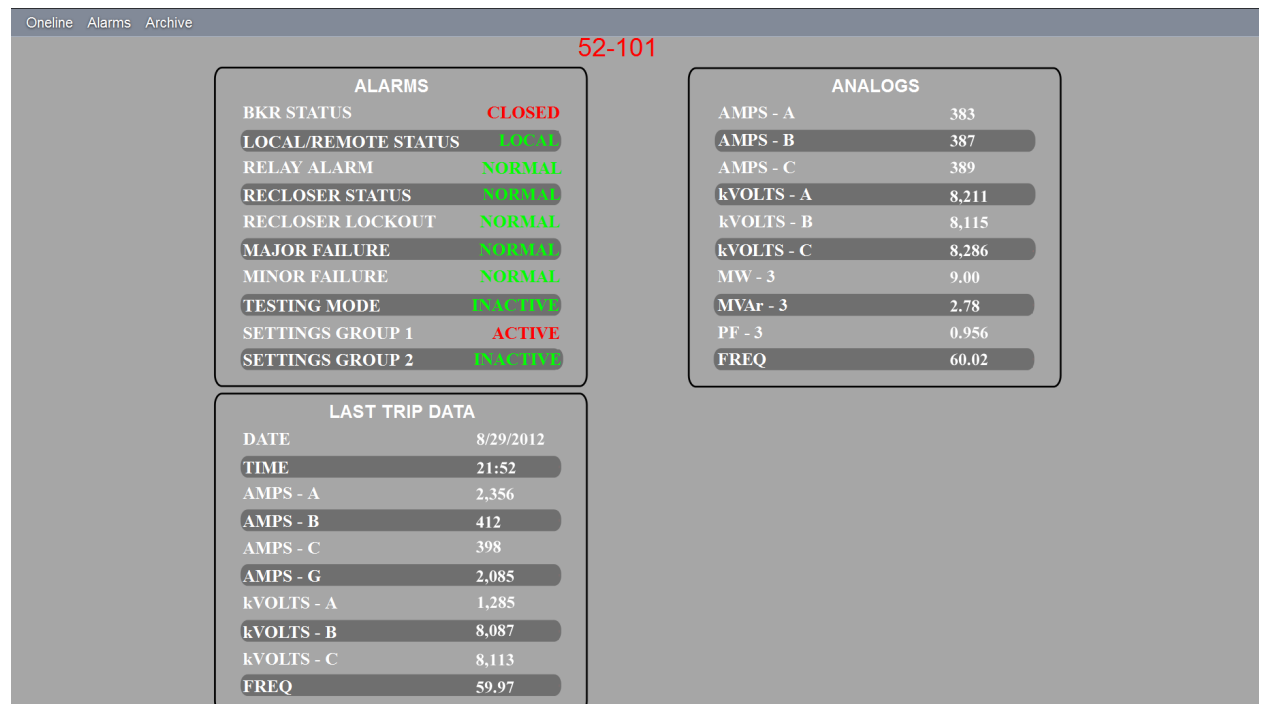 Oneline Alarms Archive
52-101
ALARMS
BKR STATUS CLOSED
LOCAL/REMOTE STATUS LOCAL
RELAY ALARM NORMAL
RECLOSER STATUS NORMAL
RECLOSER LOCKOUT NORMAL
MAJOR FAILURE NORMAL
MINOR FAILURE NORMAL
TESTING MODE INACTIVE
SETTINGS GROUP 1 ACTIVE
SETTINGS GROUP 2 INACTIVE
ANALOGS
AMPS - A 383
AMPS - B 387
AMPS - C 389
kVOLTS - A 8,211
kVOLTS - B 8,115
kVOLTS - C 8,286
MW - 3 9.00
MVAr - 3 2.78
PF - 3 0.956
FREQ 60.02
LAST TRIP DATA
DATE 8/29/2012
TIME 21:52
AMPS - A 2,356
AMPS - B 412
AMPS - C 398
AMPS - G 2,085
kVOLTS - A 1,285
kVOLTS - B 8,087
kVOLTS - C 8,113
FREQ 59.97